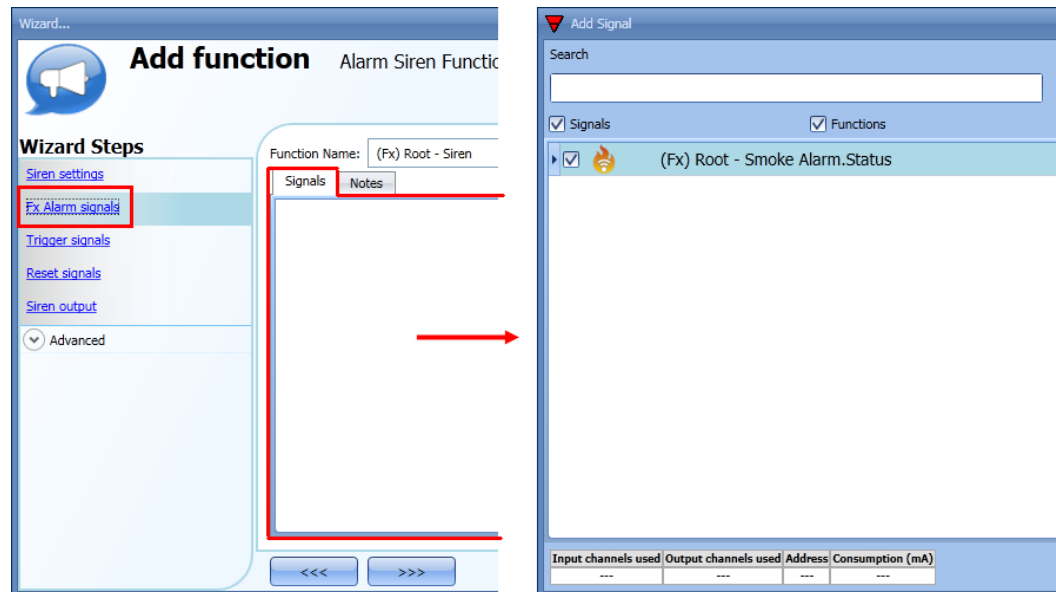 Wizard...
Add function Alarm Siren Functio
Wizard Steps
Siren settings
Fx Alarm signals
Trigger signals
Reset signals
Siren output
Advanced
Function Name: (Fx) Root - Siren
Signals Notes
<<< >>>
Add Signal
Search
Signals Functions
(Fx) Root - Smoke Alarm.Status
Input channels used Output channels used Address Consumption (mA)
--- --- --- ---